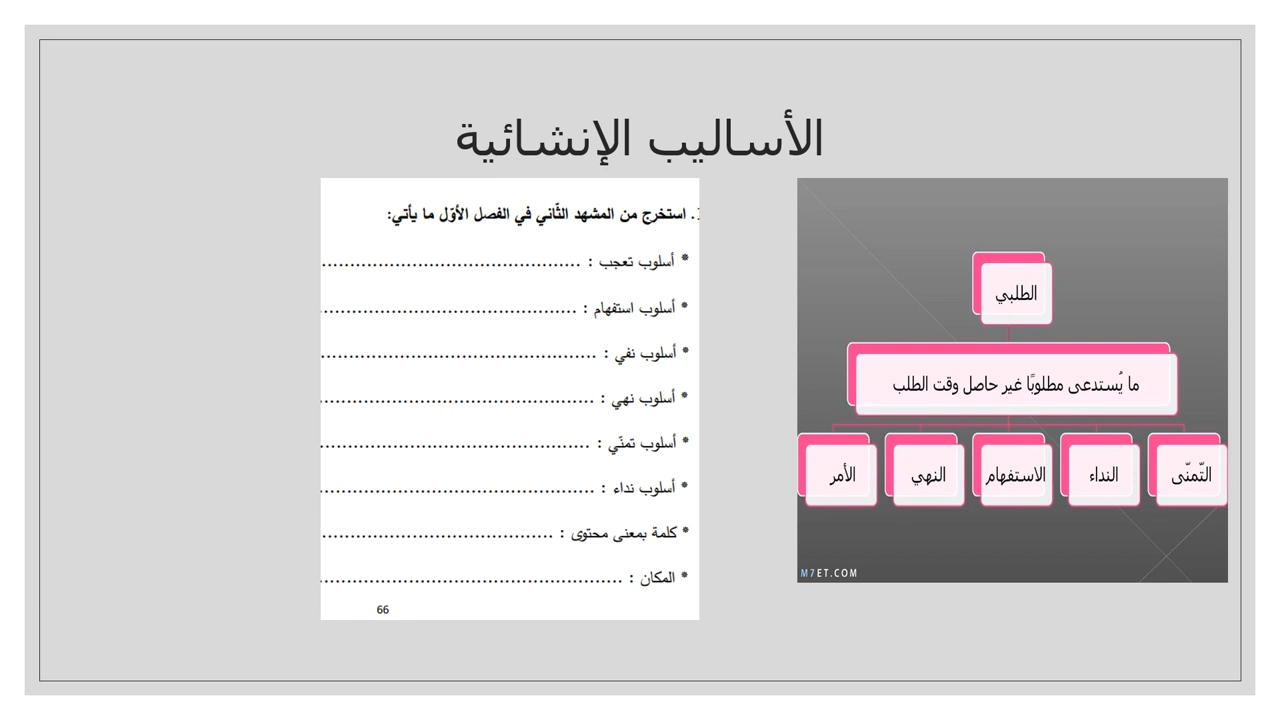 الأساليب الإنشائية
الطلبي
ما يُستدعى مطلوبًا غير حاصل وقت الطلب
التّمنّى
النداء
الاستفهام
النهي
الأمر
M7ET.COM
. استخرج من المشهد الثّاني في الفصل الأوّل ما يأتي:
* أسلوب تعجب : .............................................
* أسلوب استفهام : .............................................
* أسلوب نفي : ................................................
* أسلوب نهي : ................................................
* أسلوب تمنّي : ...............................................
* أسلوب نداء : ................................................
* كلمة بمعنى محتوى : ........................................
* المكان : .....................................................
66